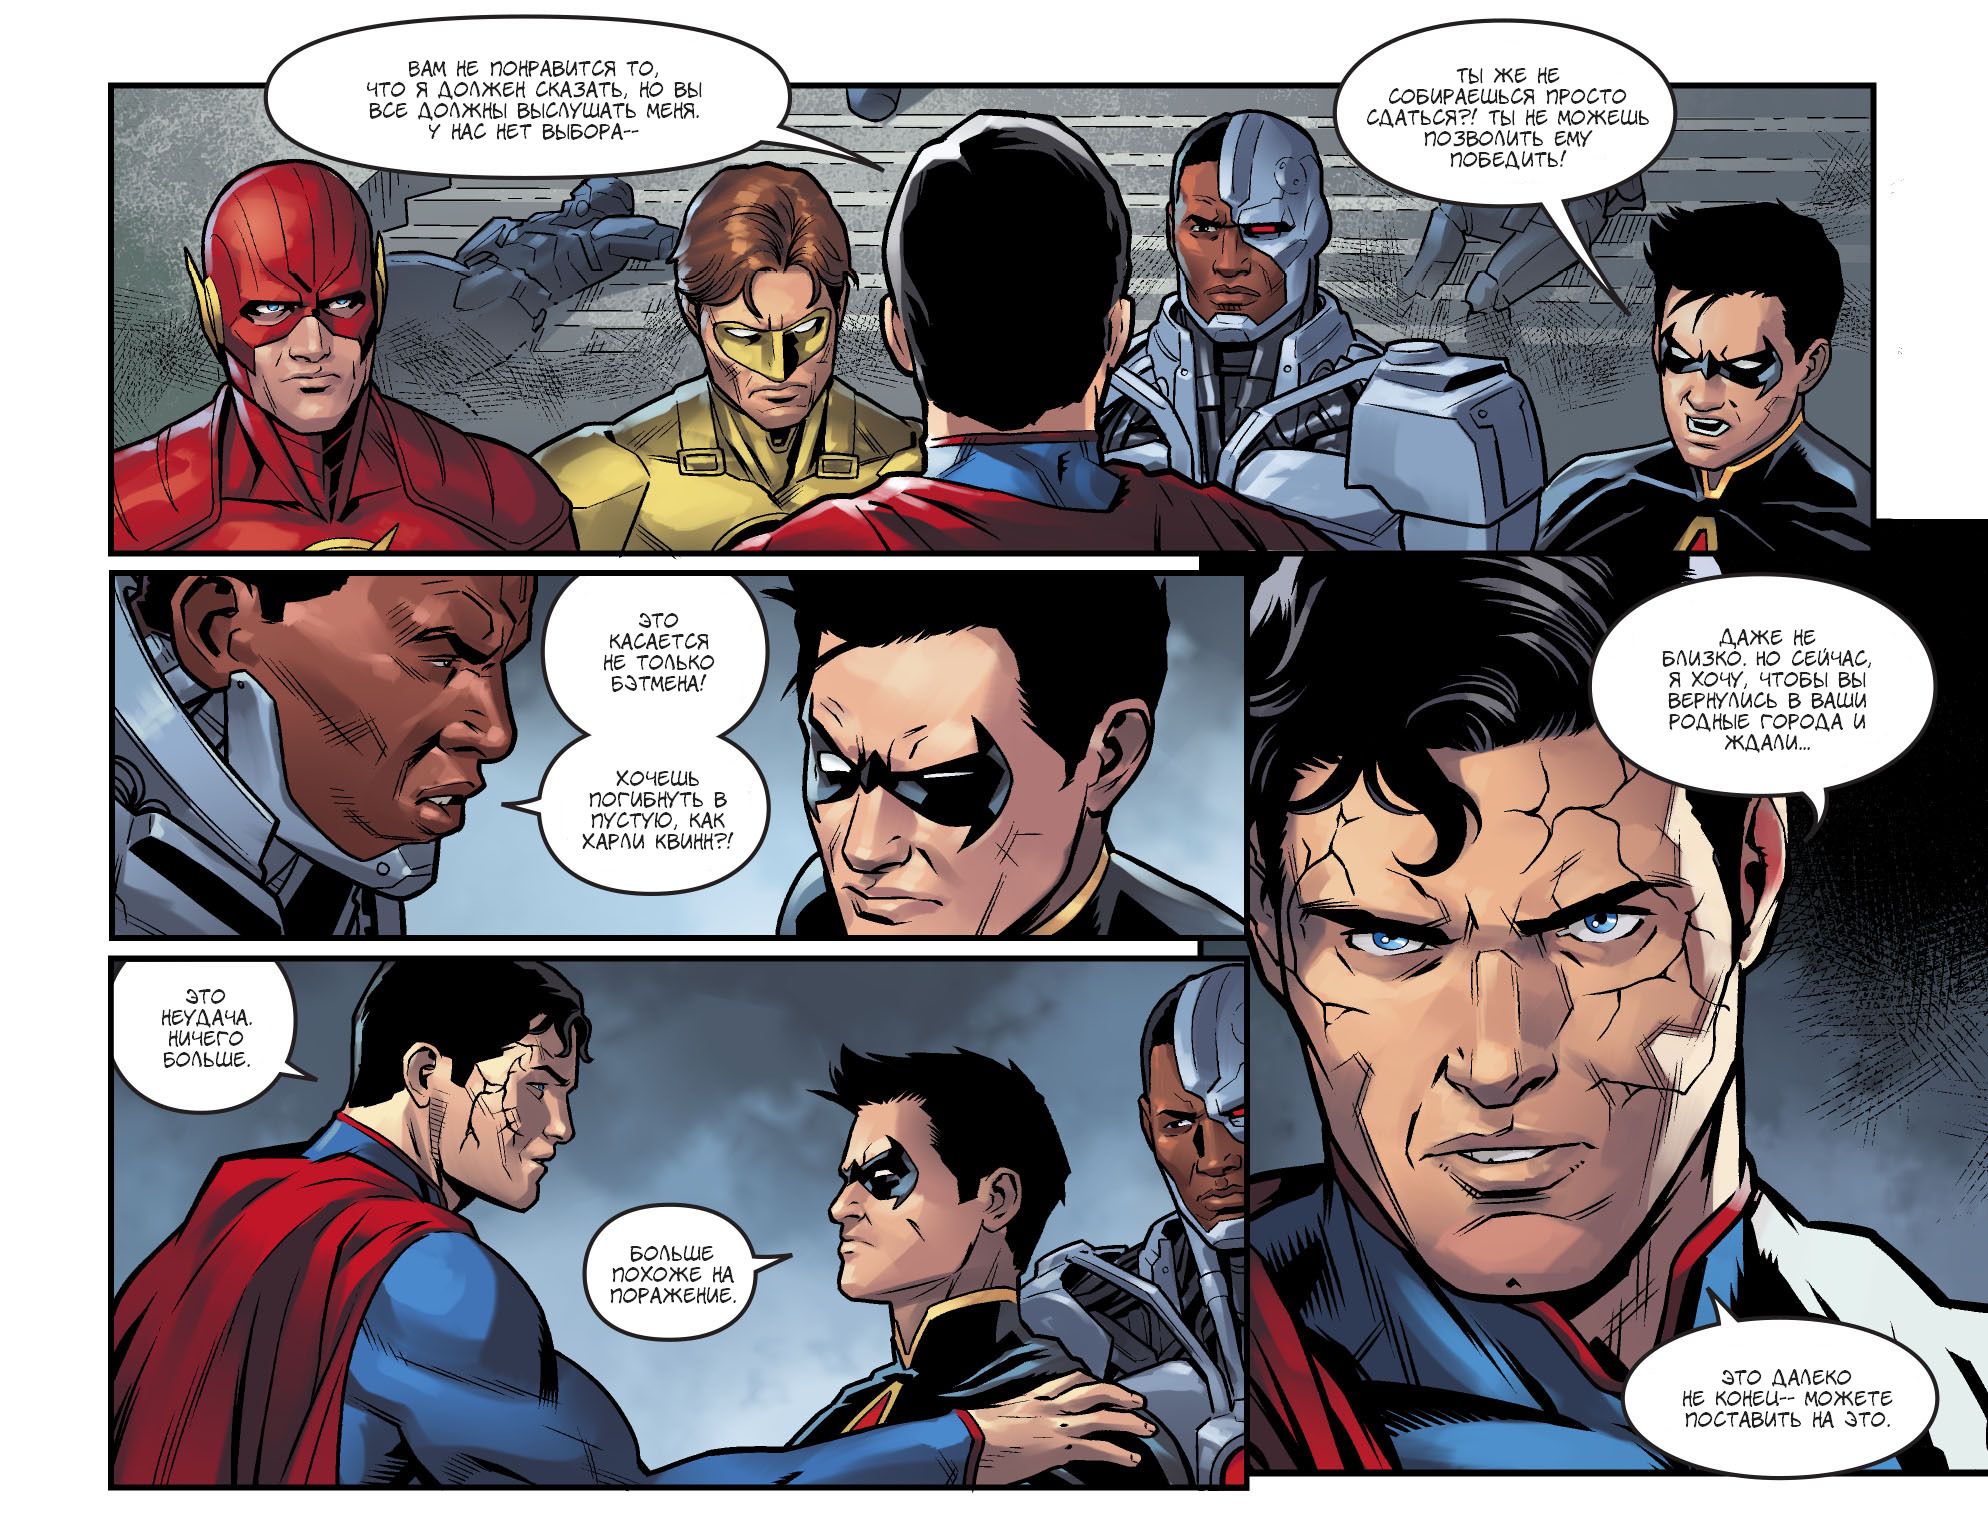 ВАМ НЕ ПОНРАВИТСЯ ТО,
ЧТО Я ДОЛЖЕН СКАЗАТЬ, НО ВЫ
ВСЕ ДОЛЖНЫ ВЫСЛУШАТЬ МЕНЯ.
У НАС НЕТ ВЫБОРА--
ТЫ ЖЕ НЕ
СОБИРАЕШЬСЯ ПРОСТО
СДАТЬСЯ?! ТЫ НЕ МОЖЕШЬ
ПОЗВОЛИТЬ ЕМУ
ПОБЕДИТЬ!
ЭТО
КАСАЕТСЯ
НЕ ТОЛЬКО
БЭТМЕНА!
ХОЧЕШЬ
ПОГИБНУТЬ В
ПУСТУЮ, КАК
ХАРЛИ КВИНН?!
ЭТО
НЕУДАЧА.
НИЧЕГО
БОЛЬШЕ.
БОЛЬШЕ
ПОХОЖЕ НА
ПОРАЖЕНИЕ.
ДАЖЕ НЕ
БЛИЗКО. НО СЕЙЧАС,
Я ХОЧУ, ЧТОБЫ ВЫ
ВЕРНУЛИСЬ В ВАШИ
РОДНЫЕ ГОРОДА И
ЖДАЛИ...
ЭТО ДАЛЕКО
НЕ КОНЕЦ-- МОЖЕТЕ
ПОСТАВИТЬ НА ЭТО.